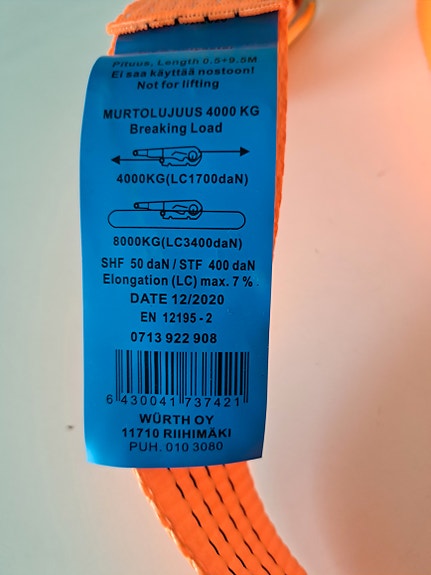 Pituus, Length 0.5+9.5M
Ei saa käyttää nostoon!
Not for lifting
MURTOLUJUUS 4000 KG
Breaking Load
4000KG(LC1700daN)
8000KG(LC3400daN)
SHF 50 daN / STF 400 daN
Elongation (LC) max. 7 %
DATE 12/2020
EN 12195-2
0713 922 908
6 430041 737421
WÜRTH OY
11710 RIIHIMÄKI
PUH. 010 3080